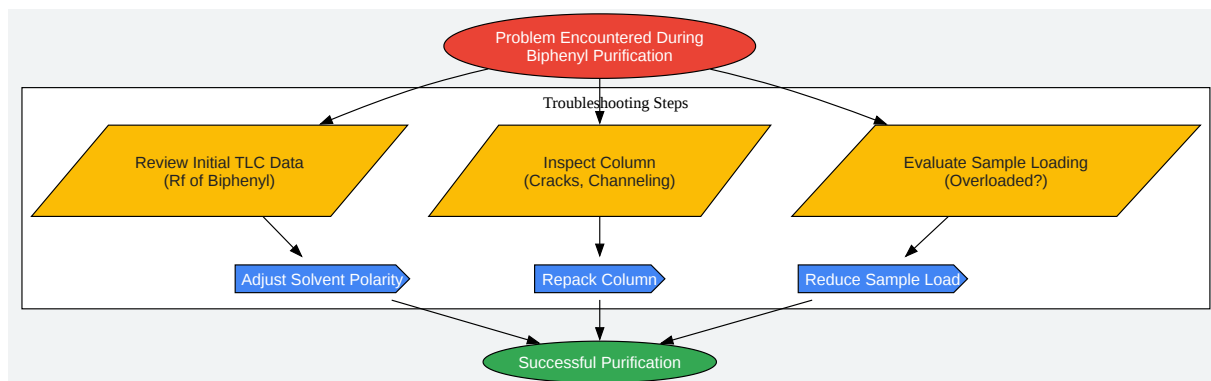 Problem Encountered During
Biphenyl Purification
Troubleshooting Steps
Review Initial TLC Data
(Rf of Biphenyl)
Inspect Column
(Cracks, Channeling)
Evaluate Sample Loading
(Overloaded?)
Adjust Solvent Polarity
Repack Column
Reduce Sample Load
Successful Purification